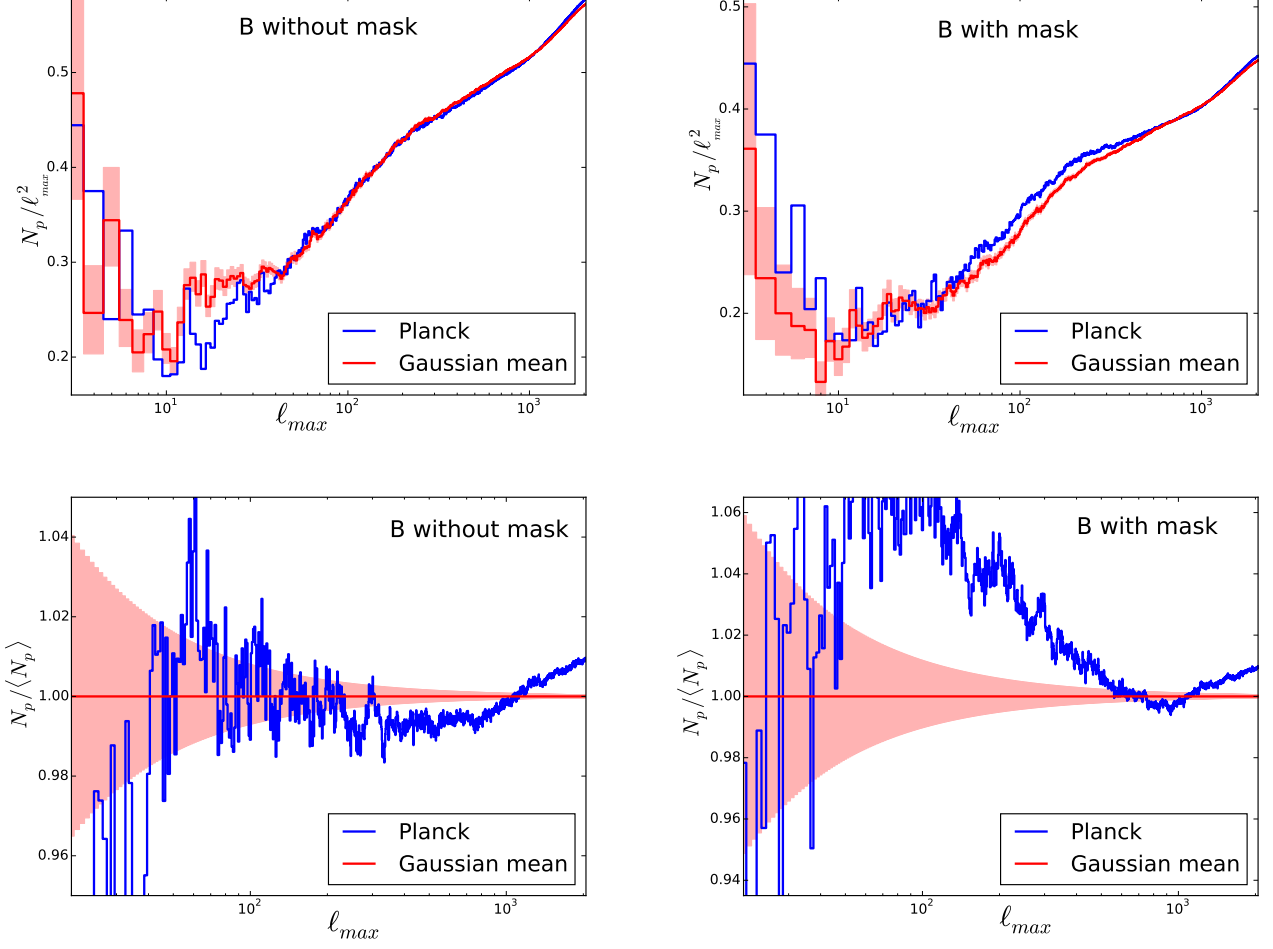 B without mask
0.5
0.4
0.3
0.2
N_p/ℓ²_max
10¹ 10² 10³
ℓ_max
Planck
Gaussian mean
B with mask
0.5
0.4
0.3
0.2
N_p/ℓ²_max
10¹ 10² 10³
ℓ_max
Planck
Gaussian mean
B without mask
1.04
1.02
1.00
0.98
0.96
N_p/⟨N_p⟩
10² 10³
ℓ_max
Planck
Gaussian mean
B with mask
1.06
1.04
1.02
1.00
0.98
0.96
0.94
N_p/⟨N_p⟩
10² 10³
ℓ_max
Planck
Gaussian mean